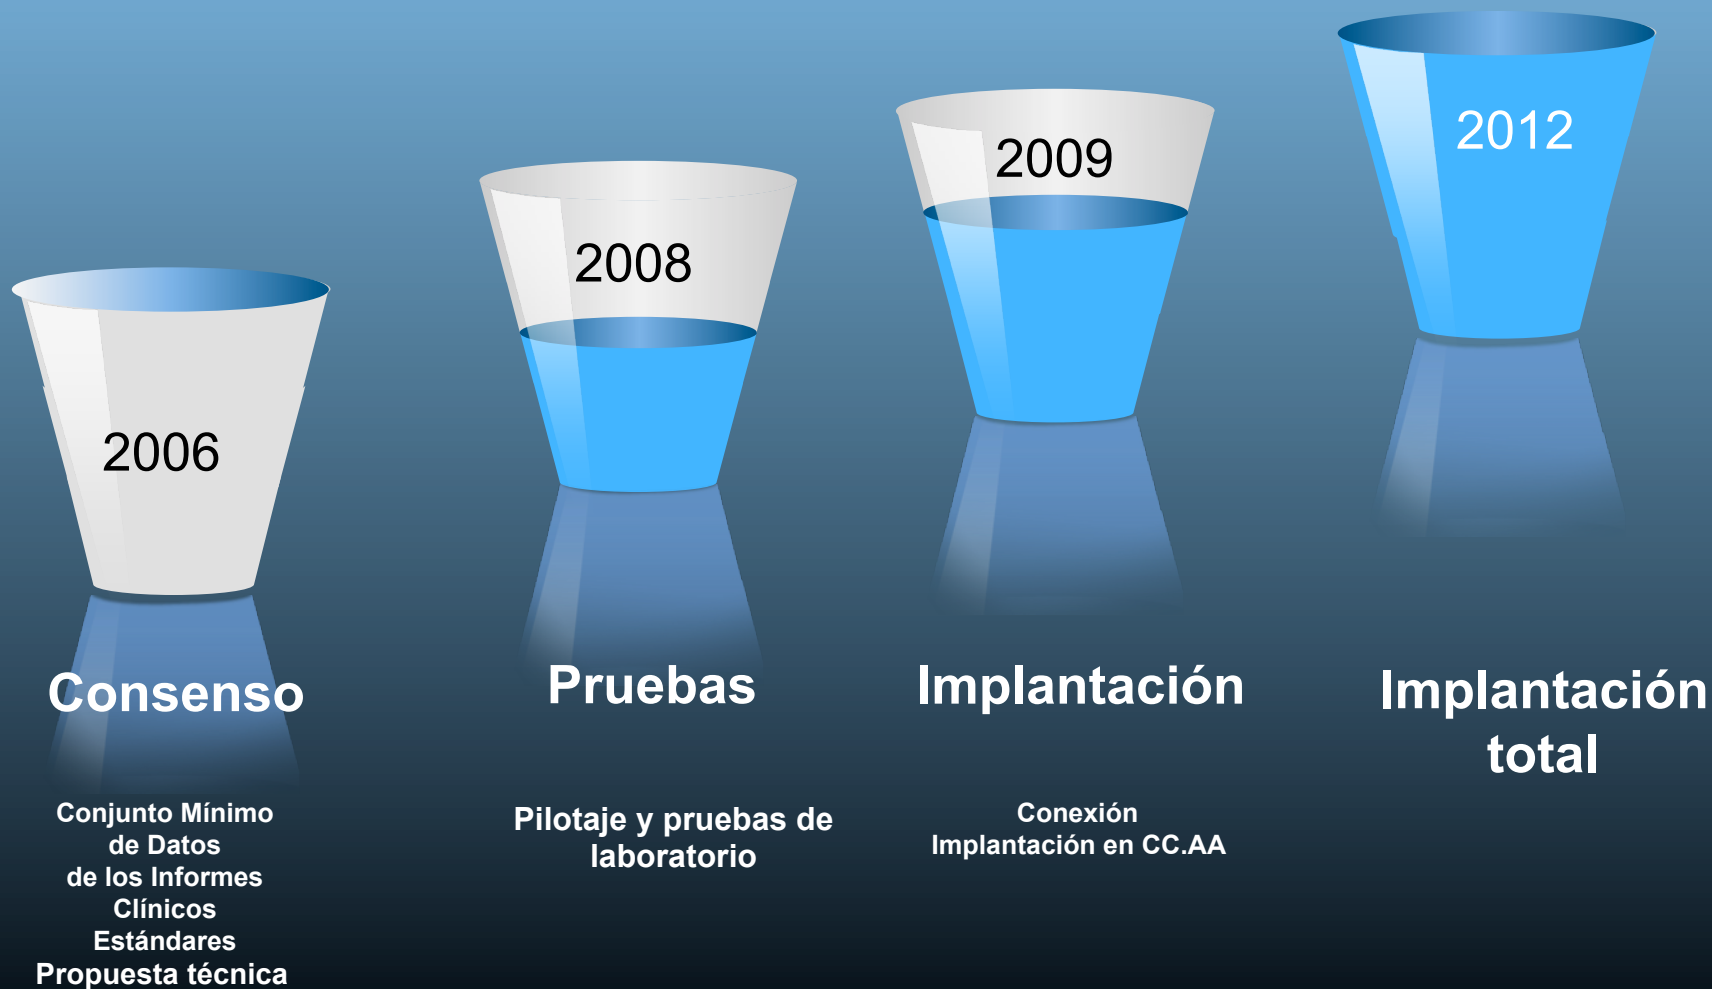 2006
Consenso
Conjunto Mínimo
de Datos
de los Informes
Clínicos
Estándares
Propuesta técnica
2008
Pruebas
Pilotaje y pruebas de
laboratorio
2009
Implantación
Conexión
Implantación en CC.AA
2012
Implantación
total